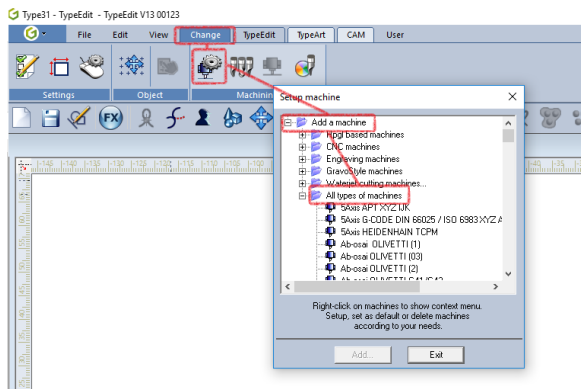 Type31 - TypeEdit - TypeEdit V13 00123
File Edit View Change TypeEdit TypeArt CAM User
Settings Object Machining
FX
Setup machine
Add a machine
Hpgl based machines
CNC machines
Engraving machines
GravoStyle machines
Waterjet cutting machines...
All types of machines
5Axis APT XYZ IJK
5Axis G-CODE DIN 66025 / ISO 6983 XYZ A
5Axis HEIDENHAIN TCPM
Ab-osai OLIVETTI (1)
Ab-osai OLIVETTI (03)
Ab-osai OLIVETTI (2)
Right-click on machines to show context menu.
Setup, set as default or delete machines
according to your needs.
Add... Exit